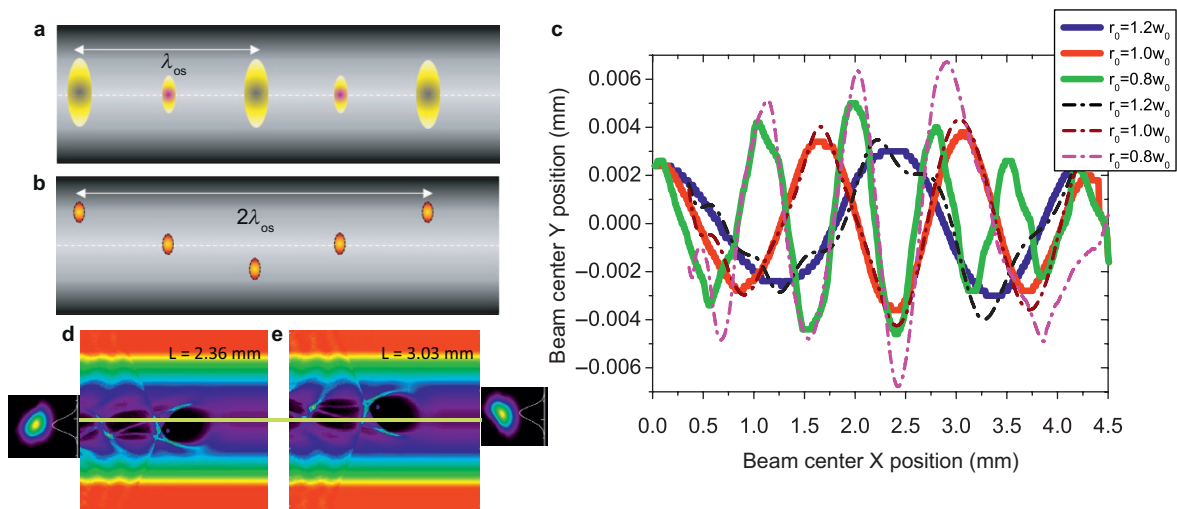 a
λos
b
2λos
d
L = 2.36 mm
e
L = 3.03 mm
c
r0=1.2w0
r0=1.0w0
r0=0.8w0
r0=1.2w0
r0=1.0w0
r0=0.8w0
Beam center Y position (mm)
0.006
0.004
0.002
0.000
−0.002
−0.004
−0.006
0.0 0.5 1.0 1.5 2.0 2.5 3.0 3.5 4.0 4.5
Beam center X position (mm)